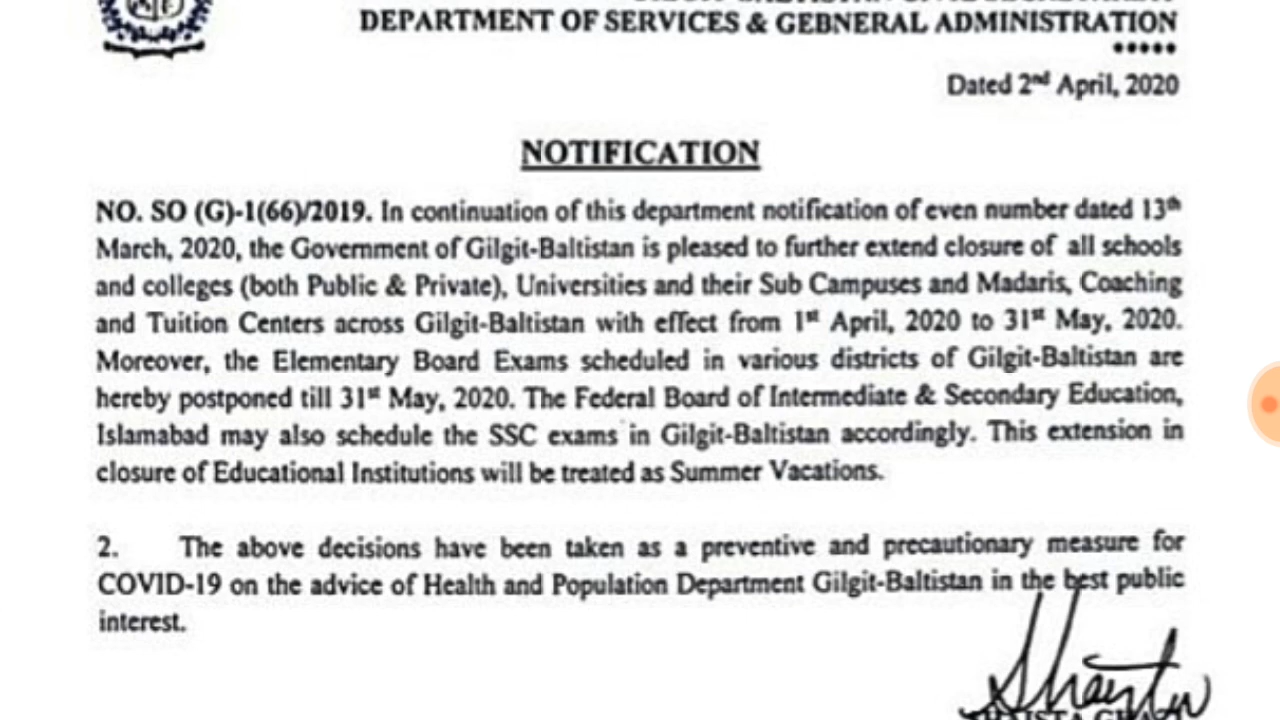 DEPARTMENT OF SERVICES & GEBNERAL ADMINISTRATION
•••••
Dated 2nd April, 2020
NOTIFICATION
NO. SO (G)-1(66)/2019. In continuation of this department notification of even number dated 13th
March, 2020, the Government of Gilgit-Baltistan is pleased to further extend closure of all schools
and colleges (both Public & Private), Universities and their Sub Campuses and Madaris, Coaching
and Tuition Centers across Gilgit-Baltistan with effect from 1st April, 2020 to 31st May, 2020.
Moreover, the Elementary Board Exams scheduled in various districts of Gilgit-Baltistan are
hereby postponed till 31st May, 2020. The Federal Board of Intermediate & Secondary Education,
Islamabad may also schedule the SSC exams in Gilgit-Baltistan accordingly. This extension in
closure of Educational Institutions will be treated as Summer Vacations.
2. The above decisions have been taken as a preventive and precautionary measure for
COVID-19 on the advice of Health and Population Department Gilgit-Baltistan in the best public
interest.